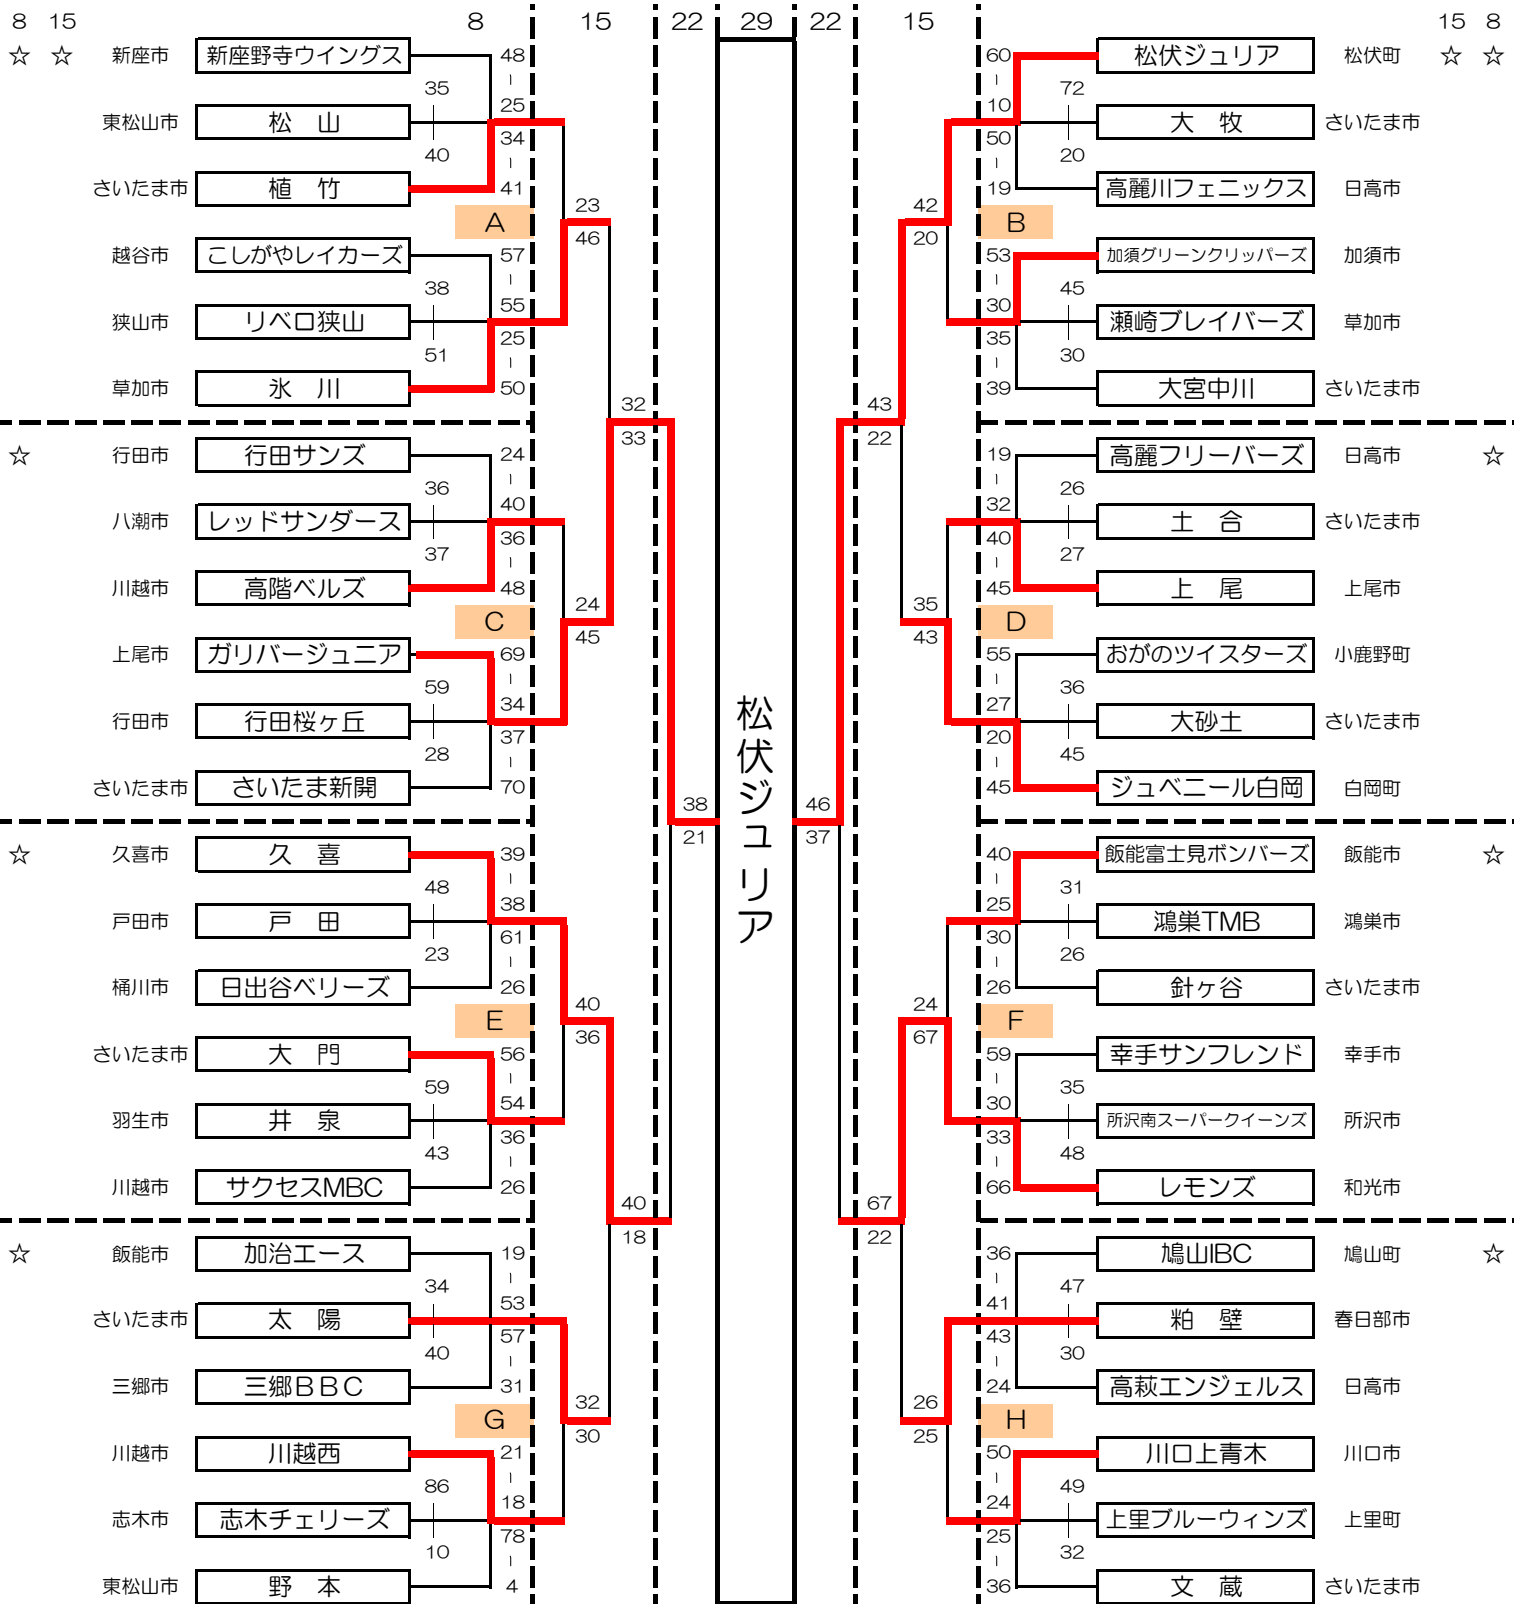 8 15 8 15 22 29 22 15 15 8
☆ ☆ 新座市 新座野寺ウイングス 48 60 松伏ジュリア 松伏町 ☆ ☆
35 72
25 10
東松山市 松 山 大 牧 さいたま市
34 50
40 20
さいたま市 植 竹 41 19 高麗川フェニックス 日高市
23 42
A B
46 20
越谷市 こしがやレイカーズ 57 53 加須グリーンクリッパーズ 加須市
38 45
55 30
狭山市 リベロ狭山 瀬崎ブレイバーズ 草加市
25 35
51 30
草加市 氷 川 50 39 大宮中川 さいたま市
32 43
33 22
☆ 行田市 行田サンズ 24 19 高麗フリーバーズ 日高市 ☆
36 26
40 32
八潮市 レッドサンダース 土 合 さいたま市
36 40
37 27
川越市 高階ベルズ 48 45 上 尾 上尾市
24 35
C D
45 43
上尾市 ガリバージュニア 69 55 おがのツイスターズ 小鹿野町
59 36
34 27
行田市 行田桜ヶ丘 大砂土 さいたま市
37 20
28 45
さいたま市 さいたま新開 70 45 ジュベニール白岡 白岡町
38 46
21 37
松伏ジュリア
☆ 久喜市 久 喜 39 40 飯能富士見ボンバーズ 飯能市 ☆
48 31
38 25
戸田市 戸 田 鴻巣TMB 鴻巣市
61 30
23 26
桶川市 日出谷ベリーズ 26 26 針ヶ谷 さいたま市
40 24
E F
36 67
さいたま市 大 門 56 59 幸手サンフレンド 幸手市
59 35
54 30
羽生市 井 泉 所沢南スーパークイーンズ 所沢市
36 33
43 48
川越市 サクセスMBC 26 66 レモンズ 和光市
40 67
18 22
☆ 飯能市 加治エース 19 36 鳩山IBC 鳩山町 ☆
34 47
53 41
さいたま市 太 陽 粕 壁 春日部市
57 43
40 30
三郷市 三郷ＢＢＣ 31 24 高萩エンジェルス 日高市
32 26
G H
30 25
川越市 川越西 21 50 川口上青木 川口市
86 49
18 24
志木市 志木チェリーズ 上里ブルーウィンズ 上里町
78 25
10 32
東松山市 野 本 4 36 文 蔵 さいたま市